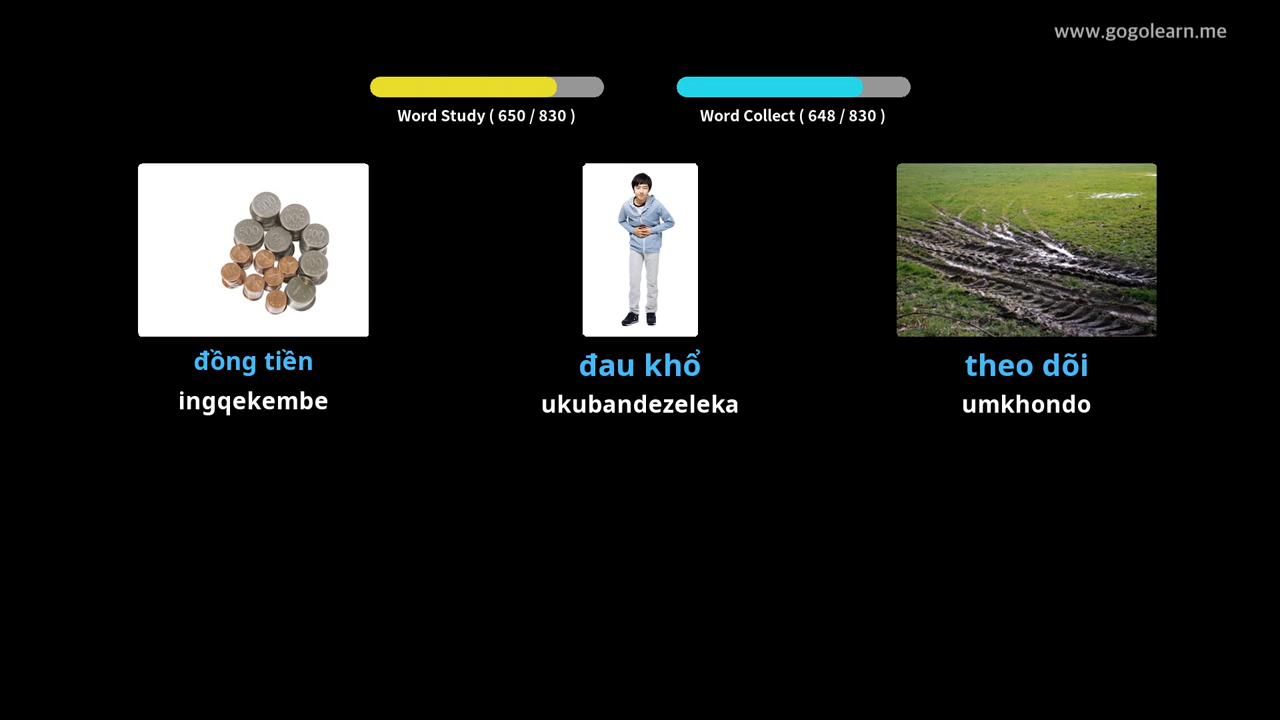 www.gogolearn.me
Word Study ( 650 / 830 )
Word Collect ( 648 / 830 )
đồng tiền
ingqekembe
đau khổ
ukubandezeleka
theo dõi
umkhondo